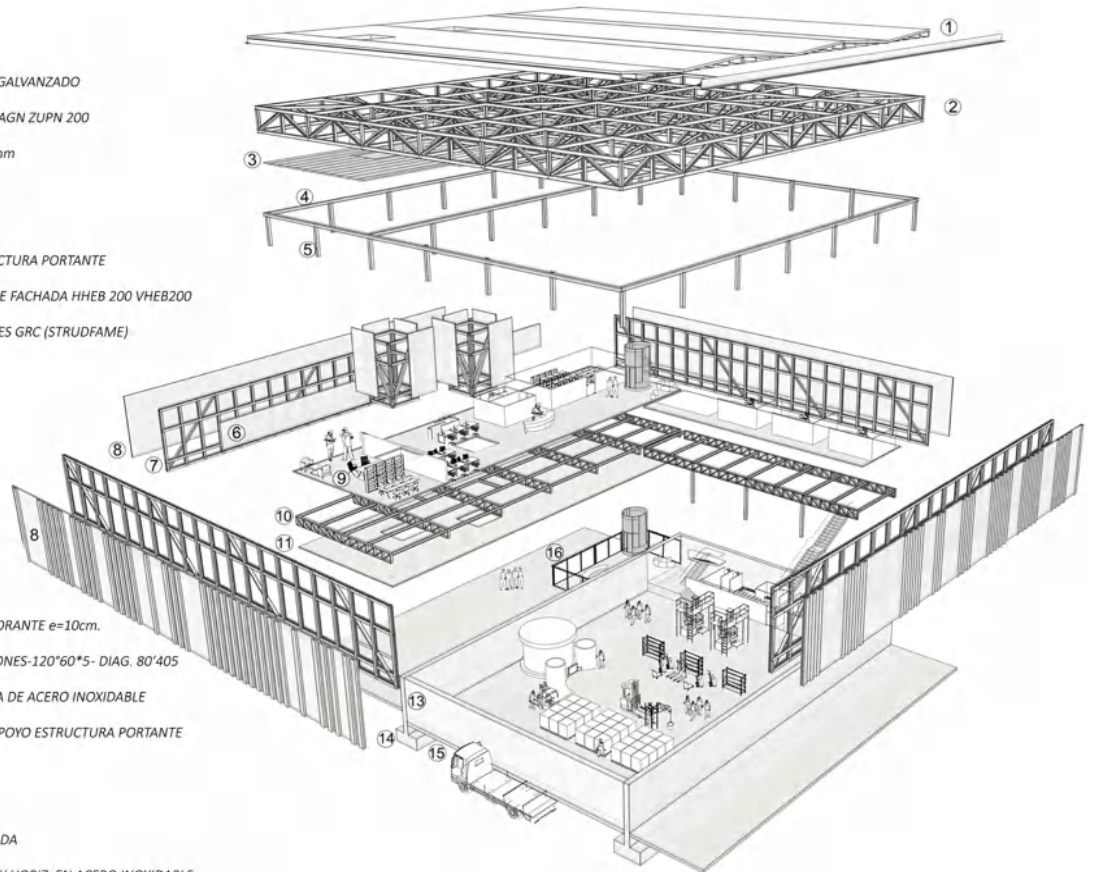 GALVANZADO
AGN ZUPN 200
nm
CTURA PORTANTE
E FACHADA HHEB 200 VHEB200
ES GRC (STRUDFAME)
ORANTE e=10cm.
ONES-120°60*5- DIAG. 80'405
A DE ACERO INOXIDABLE
POYO ESTRUCTURA PORTANTE
DA
1
2
3
4
5
6
7
8
8
9
10
11
16
13
14
15